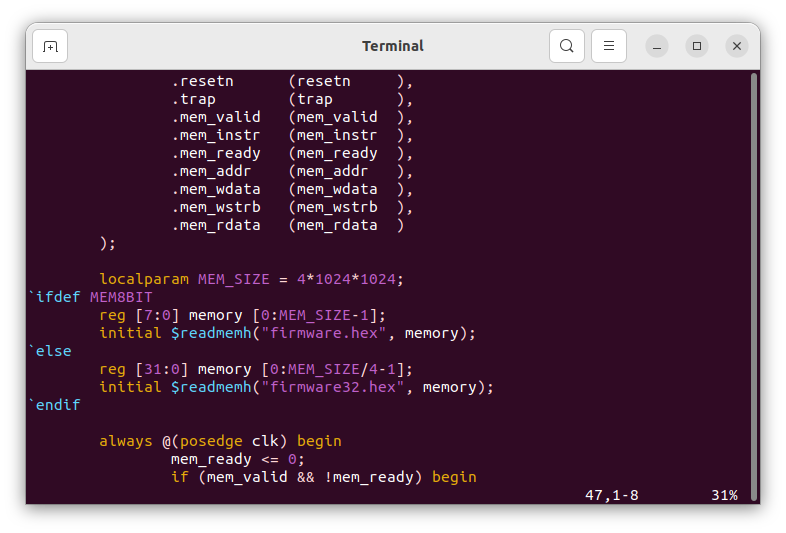 Terminal
.resetn      (resetn     ),
.trap        (trap       ),
.mem_valid   (mem_valid  ),
.mem_instr   (mem_instr  ),
.mem_ready   (mem_ready  ),
.mem_addr    (mem_addr   ),
.mem_wdata   (mem_wdata  ),
.mem_wstrb   (mem_wstrb  ),
.mem_rdata   (mem_rdata  )
);
localparam MEM_SIZE = 4*1024*1024;
`ifdef MEM8BIT
reg [7:0] memory [0:MEM_SIZE-1];
initial $readmemh("firmware.hex", memory);
`else
reg [31:0] memory [0:MEM_SIZE/4-1];
initial $readmemh("firmware32.hex", memory);
`endif
always @(posedge clk) begin
mem_ready <= 0;
if (mem_valid && !mem_ready) begin
47,1-8        31%